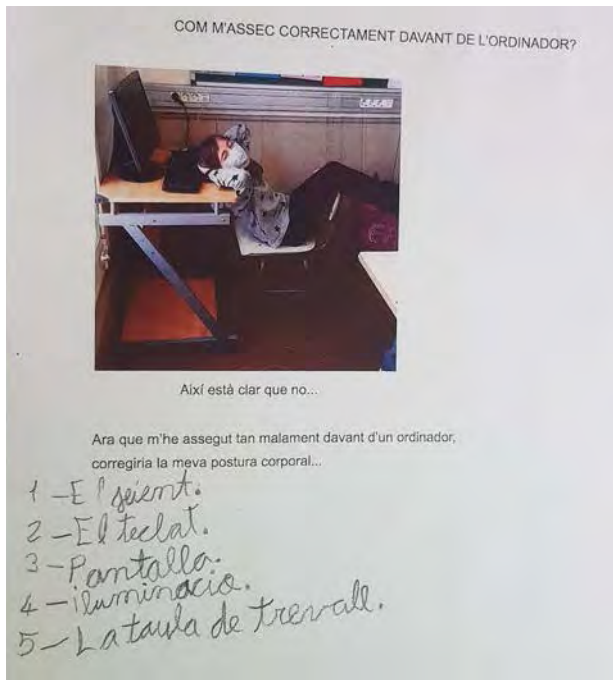 COM M'ASSEC CORRECTAMENT DAVANT DE L'ORDINADOR?
Així està clar que no...
Ara que m'he assegut tan malament davant d'un ordinador,
corregiria la meva postura corporal...
1 - El seient.
2 - El teclat.
3 - Pantalla.
4 - iluminacio.
5 - La taula de trevall.